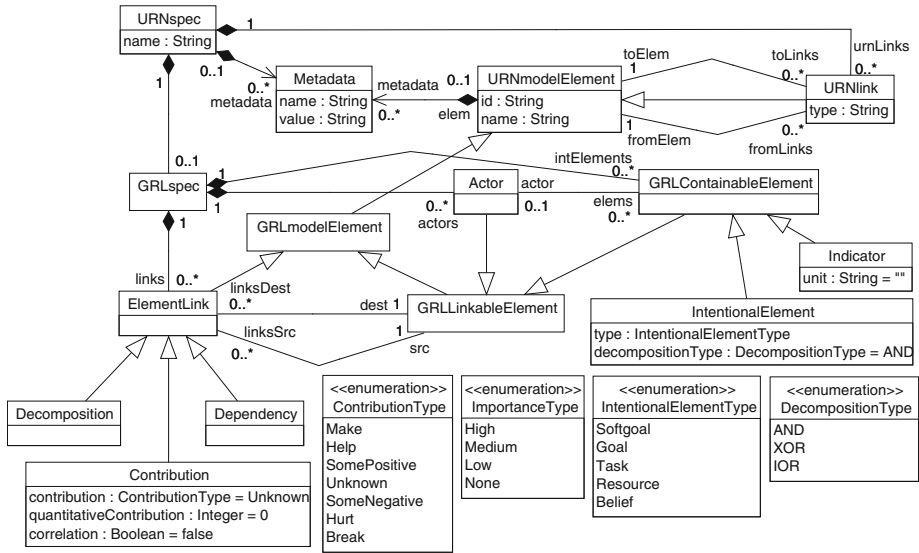 URNspec
name : String
1
1
0..1
0..*
metadata
Metadata
name : String
value : String
metadata
0..*
0..1
elem
URNmodelElement
id : String
name : String
toElem
1
toLinks
0..*
urnLinks
0..*
URNlink
type : String
1
fromElem
0..*
fromLinks
0..1
GRLspec
1
1
1
intElements
0..*
Actor
0..*
actors
actor
0..1
GRLContainableElement
elems
0..*
GRLmodelElement
Indicator
unit : String = ""
links
0..*
ElementLink
linksDest
0..*
dest 1
linksSrc
0..*
1
src
GRLLinkableElement
IntentionalElement
type : IntentionalElementType
decompositionType : DecompositionType = AND
Decomposition
Dependency
Contribution
contribution : ContributionType = Unknown
quantitativeContribution : Integer = 0
correlation : Boolean = false
<<enumeration>>
ContributionType
Make
Help
SomePositive
Unknown
SomeNegative
Hurt
Break
<<enumeration>>
ImportanceType
High
Medium
Low
None
<<enumeration>>
IntentionalElementType
Softgoal
Goal
Task
Resource
Belief
<<enumeration>>
DecompositionType
AND
XOR
IOR